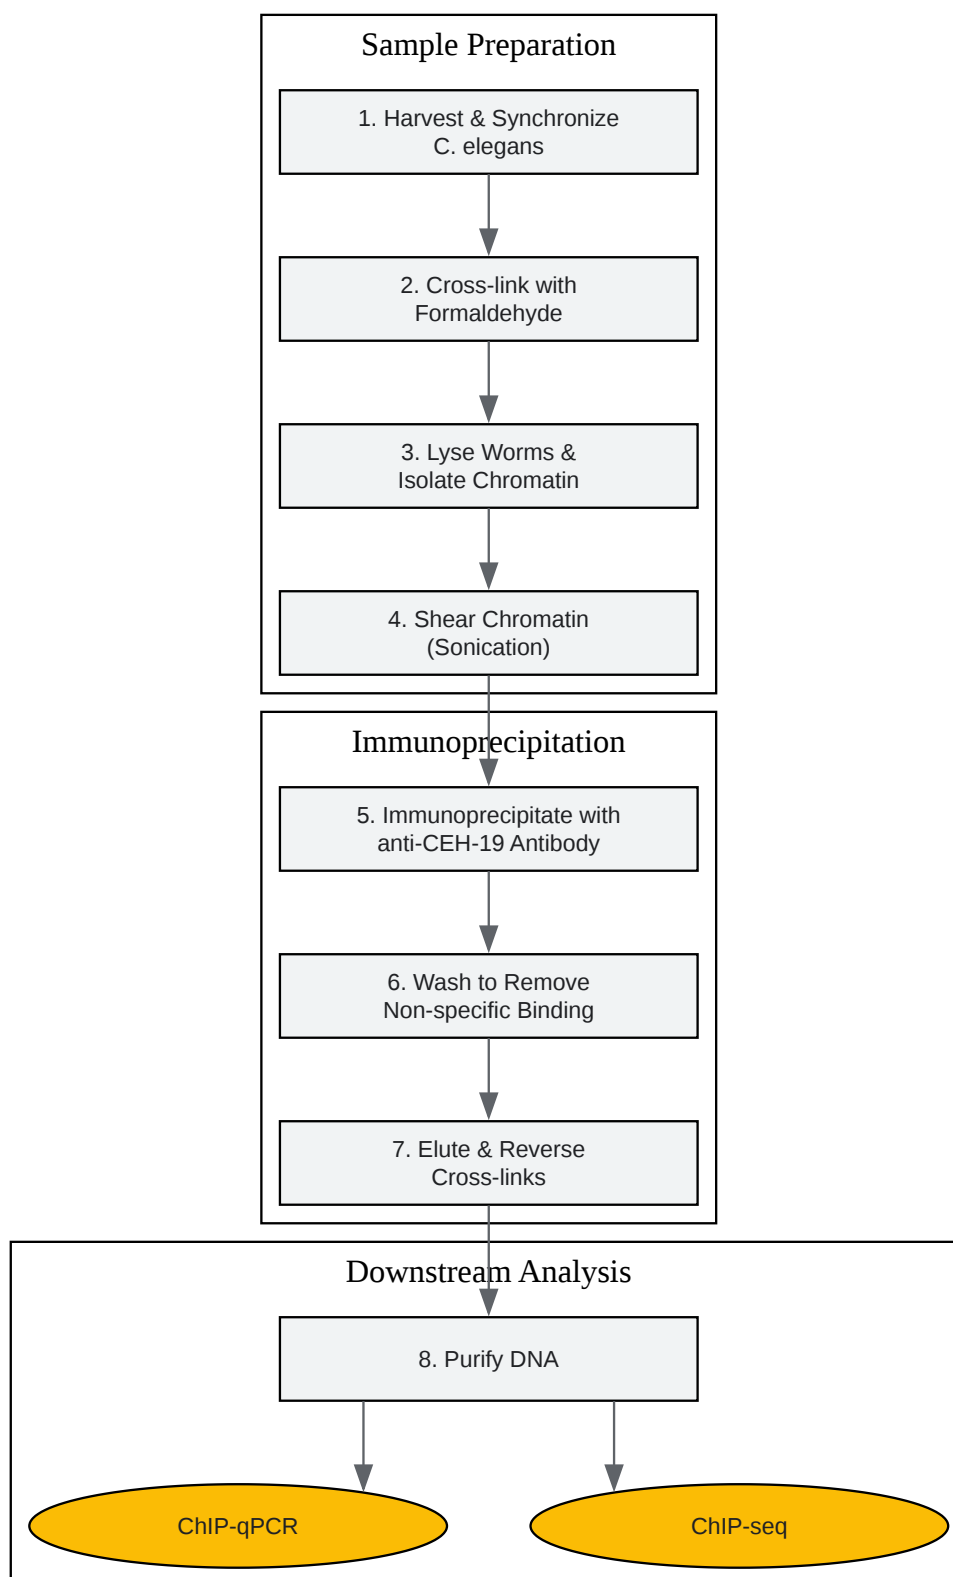 Sample Preparation
1. Harvest & Synchronize
C. elegans
2. Cross-link with
Formaldehyde
3. Lyse Worms &
Isolate Chromatin
4. Shear Chromatin
(Sonication)
Immunoprecipitation
5. Immunoprecipitate with
anti-CEH-19 Antibody
6. Wash to Remove
Non-specific Binding
7. Elute & Reverse
Cross-links
Downstream Analysis
8. Purify DNA
ChIP-qPCR
ChIP-seq